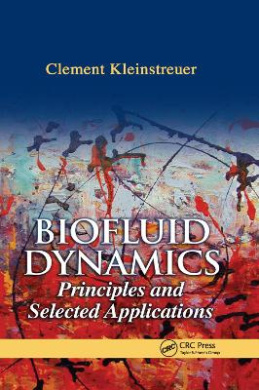 Clement Kleinstreuer
BIOFLUID
DYNAMICS
Principles and
Selected Applications
CRC Press
Taylor & Francis Group